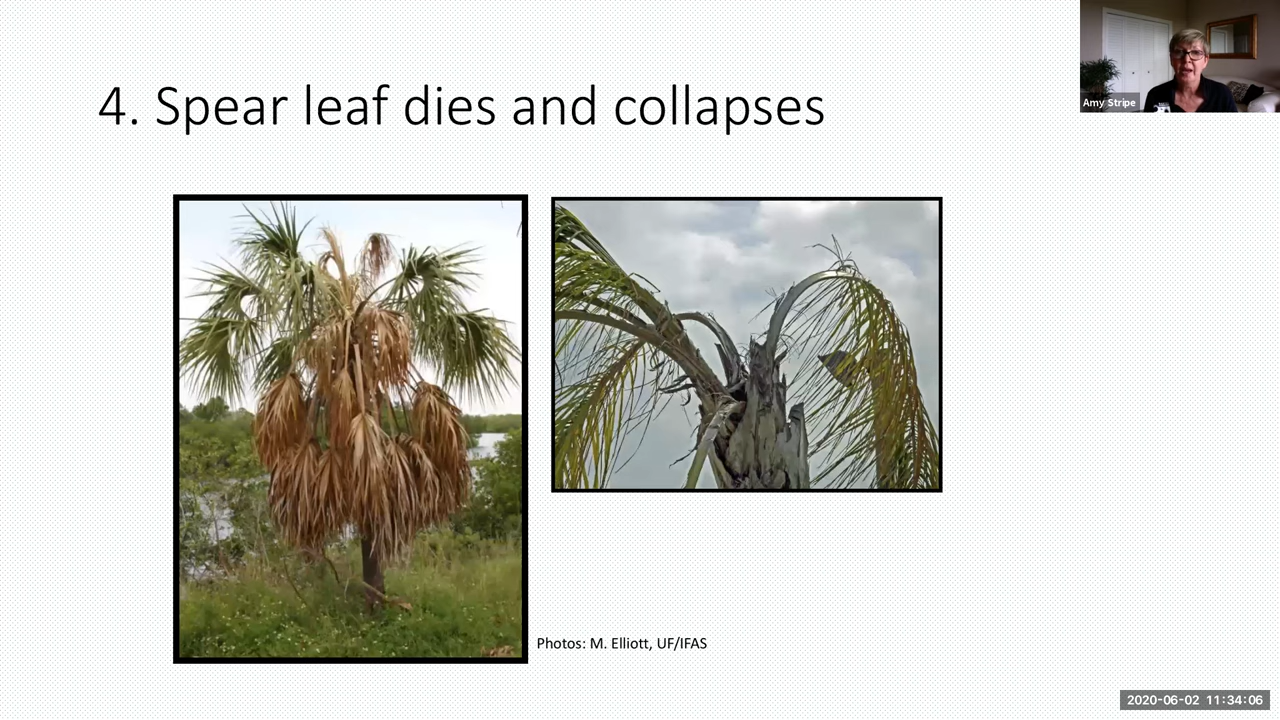 4. Spear leaf dies and collapses
Amy Stripe
Photos: M. Elliott, UF/IFAS
2020-06-02 11:34:06